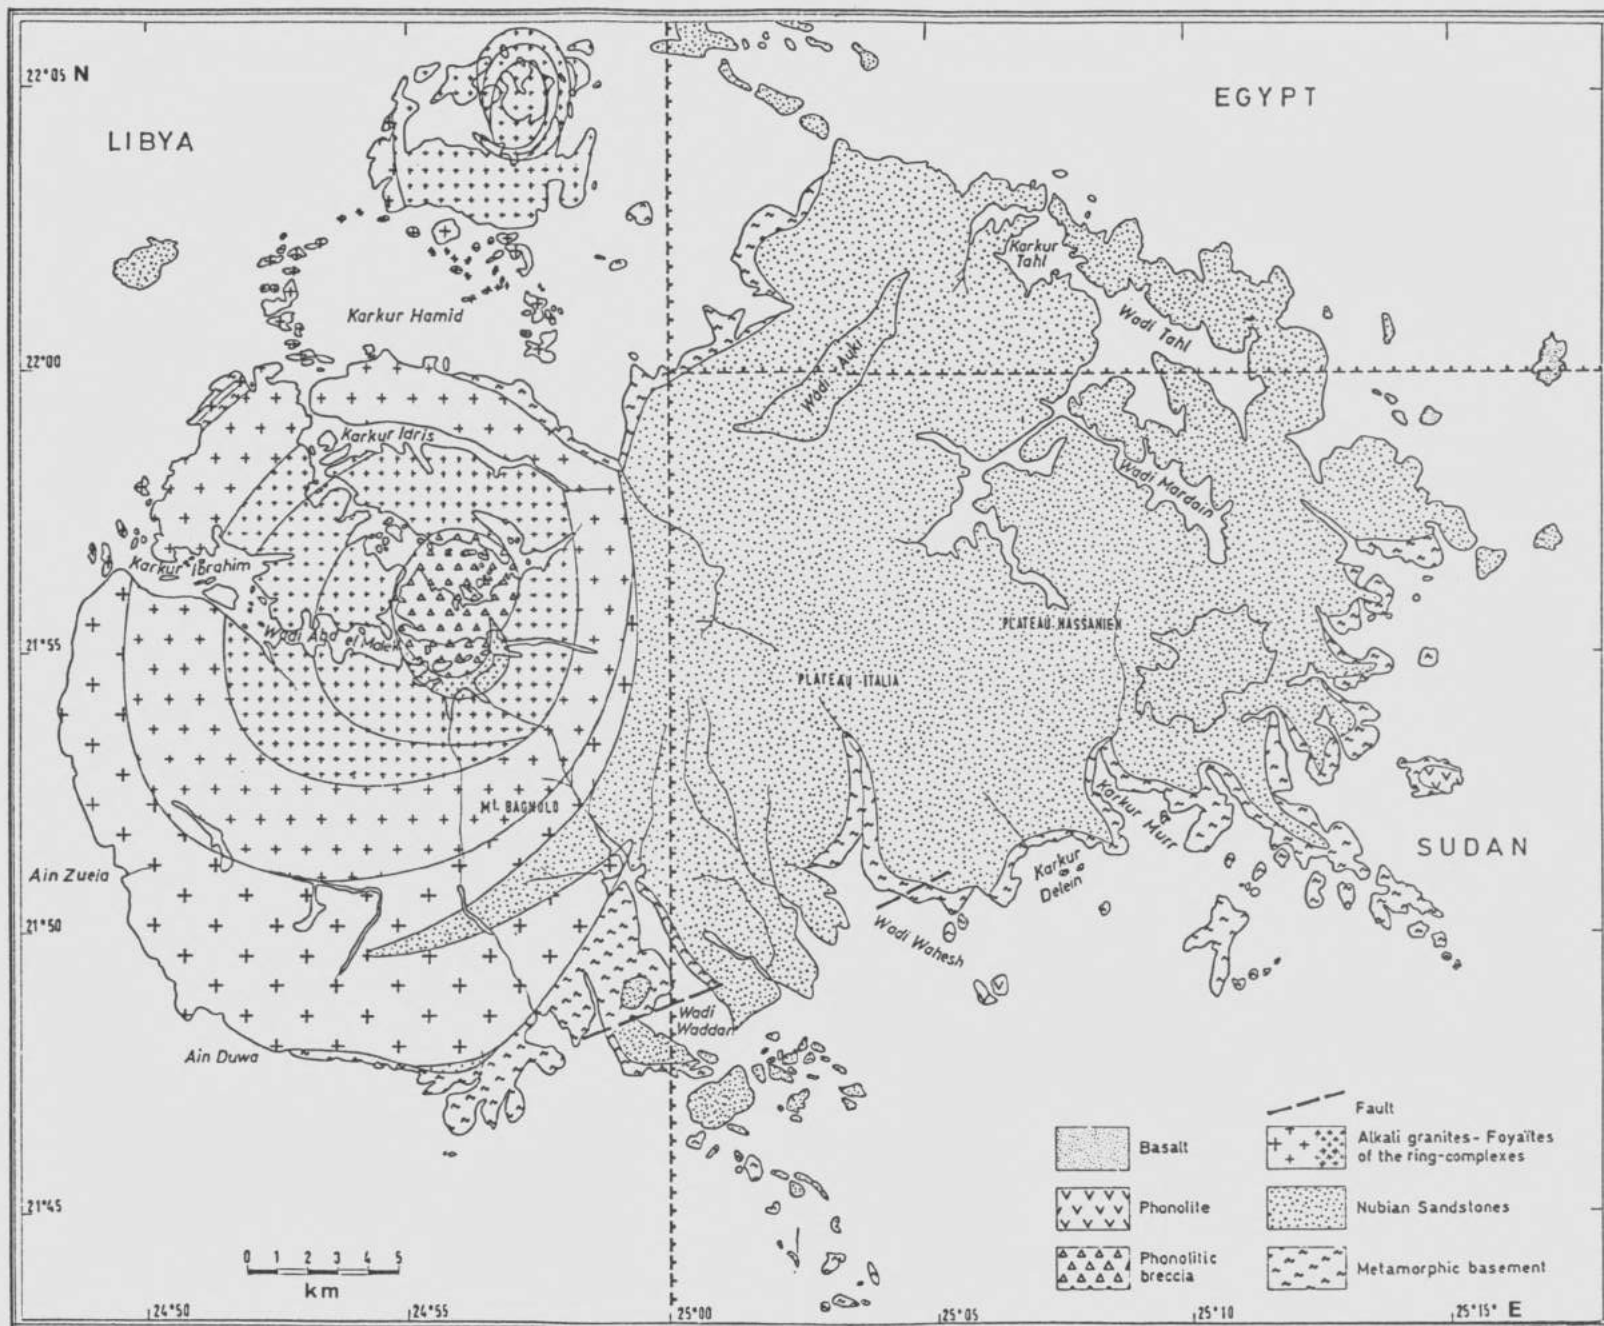 22°05 N
LIBYA
EGYPT
Karkur
Tahl
Karkur Hamid
Wadi Tahl
22°00
Wadi Auki
Karkur Idris
Wadi Mardain
Karkur Ibrahim
Wadi Abd el Malek
PLATEAU HASSANIEN
21°55
PLATEAU ITALIA
Mt. BAGNOLD
Karkur Murr
SUDAN
Ain Zueia
Karkur
Delein
21°50
Wadi Wahesh
Wadi
Waddan
Ain Duwa
Fault
Basalt
Alkali granites - Foyaïtes
of the ring-complexes
21°45
Phonolite
Nubian Sandstones
Phonolitic
breccia
Metamorphic basement
0 1 2 3 4 5
km
24°50
24°55
25°00
25°05
25°10
25°15' E